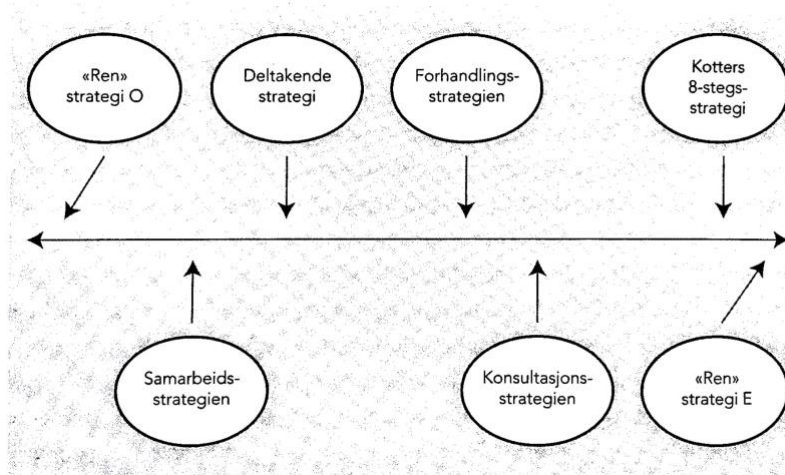 «Ren»
strategi O
Deltakende
strategi
Forhandlings-
strategien
Kotters
8-stegs-
strategi
Samarbeids-
strategien
Konsultasjons-
strategien
«Ren»
strategi E